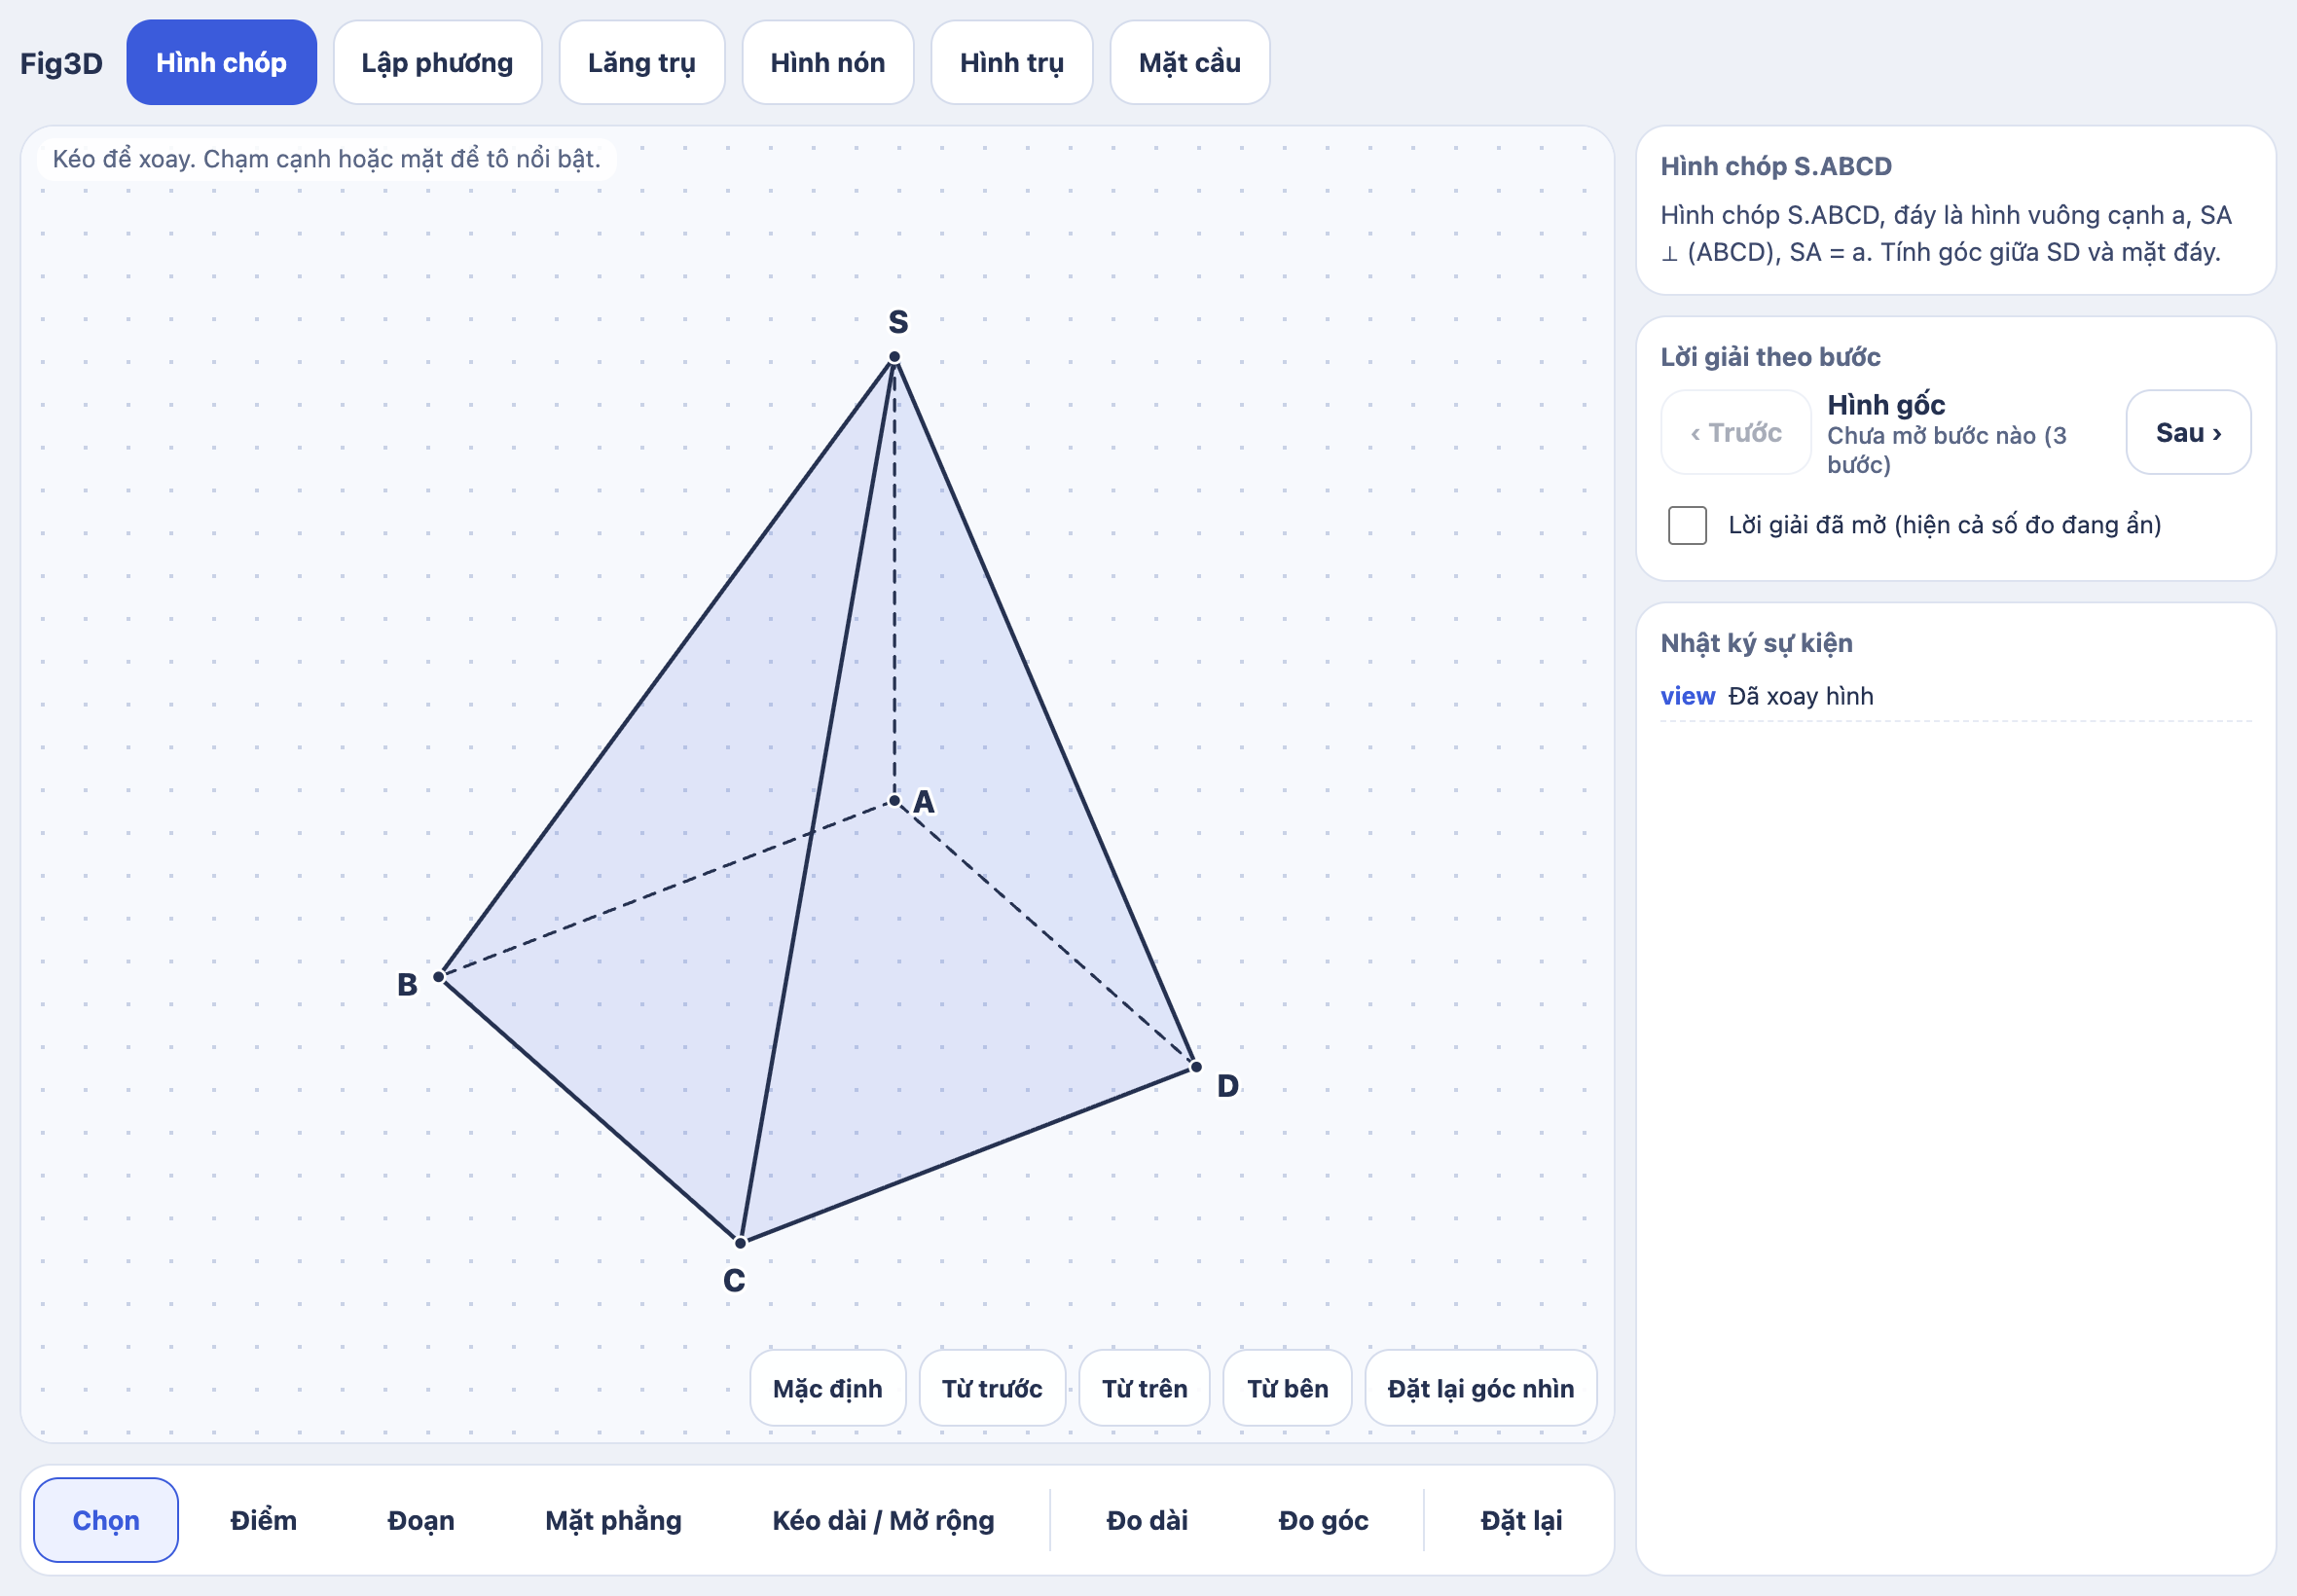 Fig3D
Hình chóp
Lập phương
Lăng trụ
Hình nón
Hình trụ
Mặt cầu
Kéo để xoay. Chạm cạnh hoặc mặt để tô nổi bật.
S
A
B
D
C
Mặc định
Từ trước
Từ trên
Từ bên
Đặt lại góc nhìn
Chọn
Điểm
Đoạn
Mặt phẳng
Kéo dài / Mở rộng
Đo dài
Đo góc
Đặt lại
Hình chóp S.ABCD
Hình chóp S.ABCD, đáy là hình vuông cạnh a, SA
⊥ (ABCD), SA = a. Tính góc giữa SD và mặt đáy.
Lời giải theo bước
‹ Trước
Hình gốc
Chưa mở bước nào (3
bước)
Sau ›
Lời giải đã mở (hiện cả số đo đang ẩn)
Nhật ký sự kiện
view Đã xoay hình